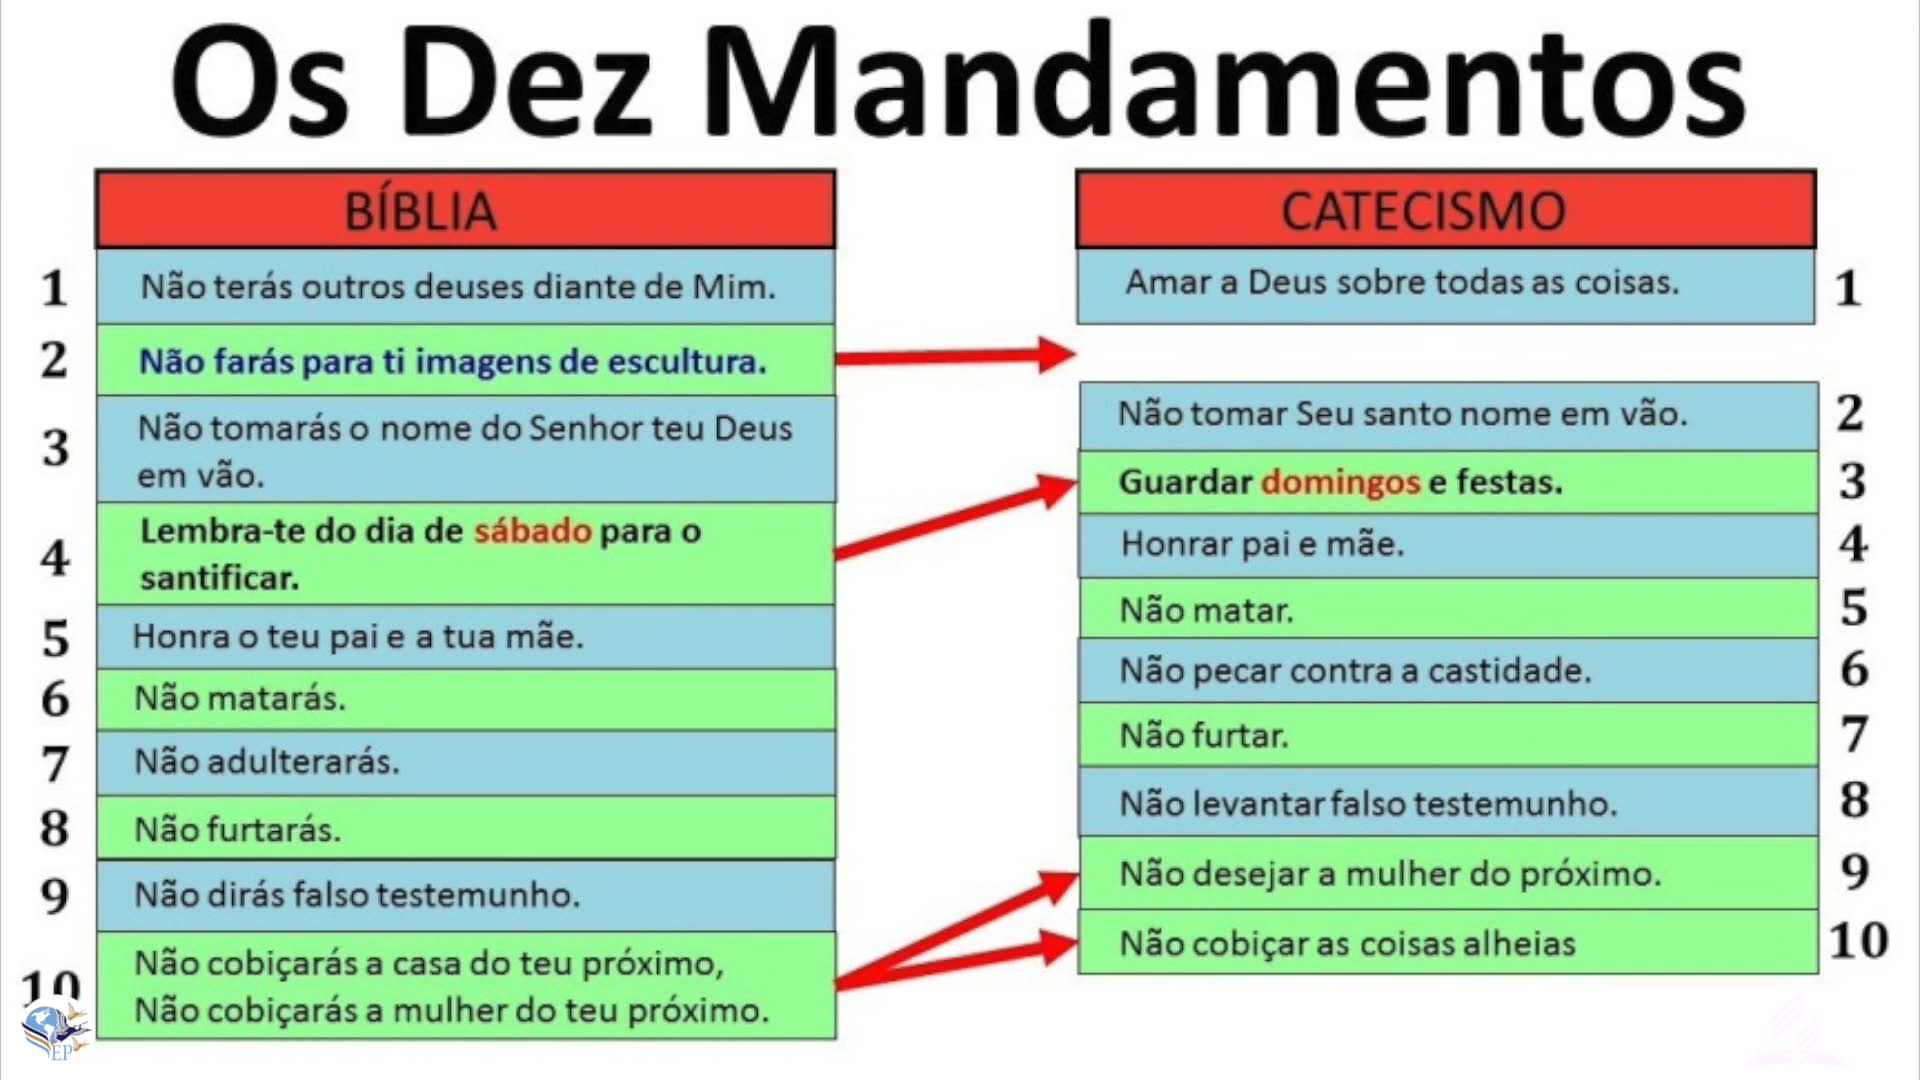 Os Dez Mandamentos
BÍBLIA
1 Não terás outros deuses diante de Mim.
2 Não farás para ti imagens de escultura.
3 Não tomarás o nome do Senhor teu Deus
em vão.
4 Lembra-te do dia de sábado para o
santificar.
5 Honra o teu pai e a tua mãe.
6 Não matarás.
7 Não adulterarás.
8 Não furtarás.
9 Não dirás falso testemunho.
10 Não cobiçarás a casa do teu próximo,
Não cobiçarás a mulher do teu próximo.
EP
CATECISMO
Amar a Deus sobre todas as coisas. 1
Não tomar Seu santo nome em vão. 2
Guardar domingos e festas. 3
Honrar pai e mãe. 4
Não matar. 5
Não pecar contra a castidade. 6
Não furtar. 7
Não levantar falso testemunho. 8
Não desejar a mulher do próximo. 9
Não cobiçar as coisas alheias 10